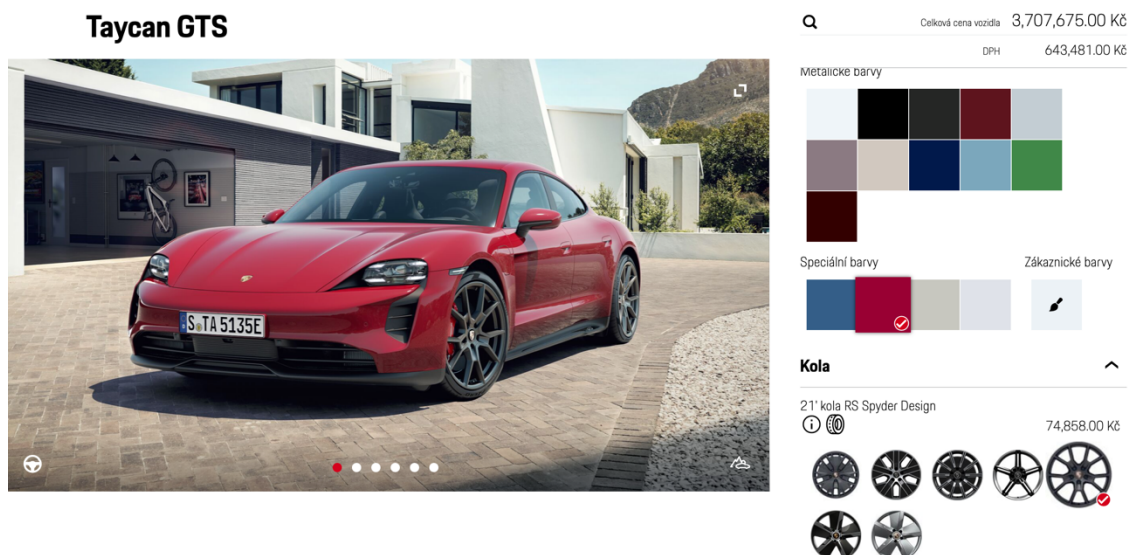 Taycan GTS
Celková cena vozidla 3,707,675.00 Kč
DPH 643,481.00 Kč
Metalické barvy
S TA 5135E
Speciální barvy
Zákaznické barvy
Kola
21' kola RS Spyder Design
74,858.00 Kč